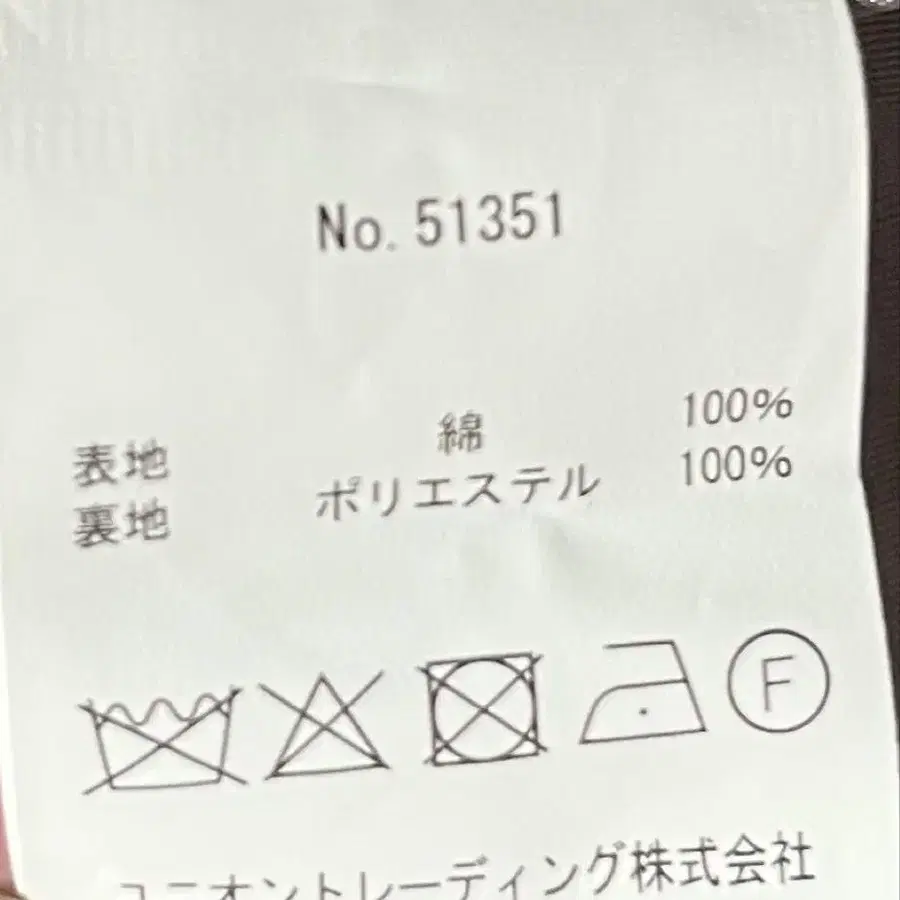 No. 51351
表地 綿 100%
裏地 ポリエステル 100%
F
ユニオントレーディング株式会社